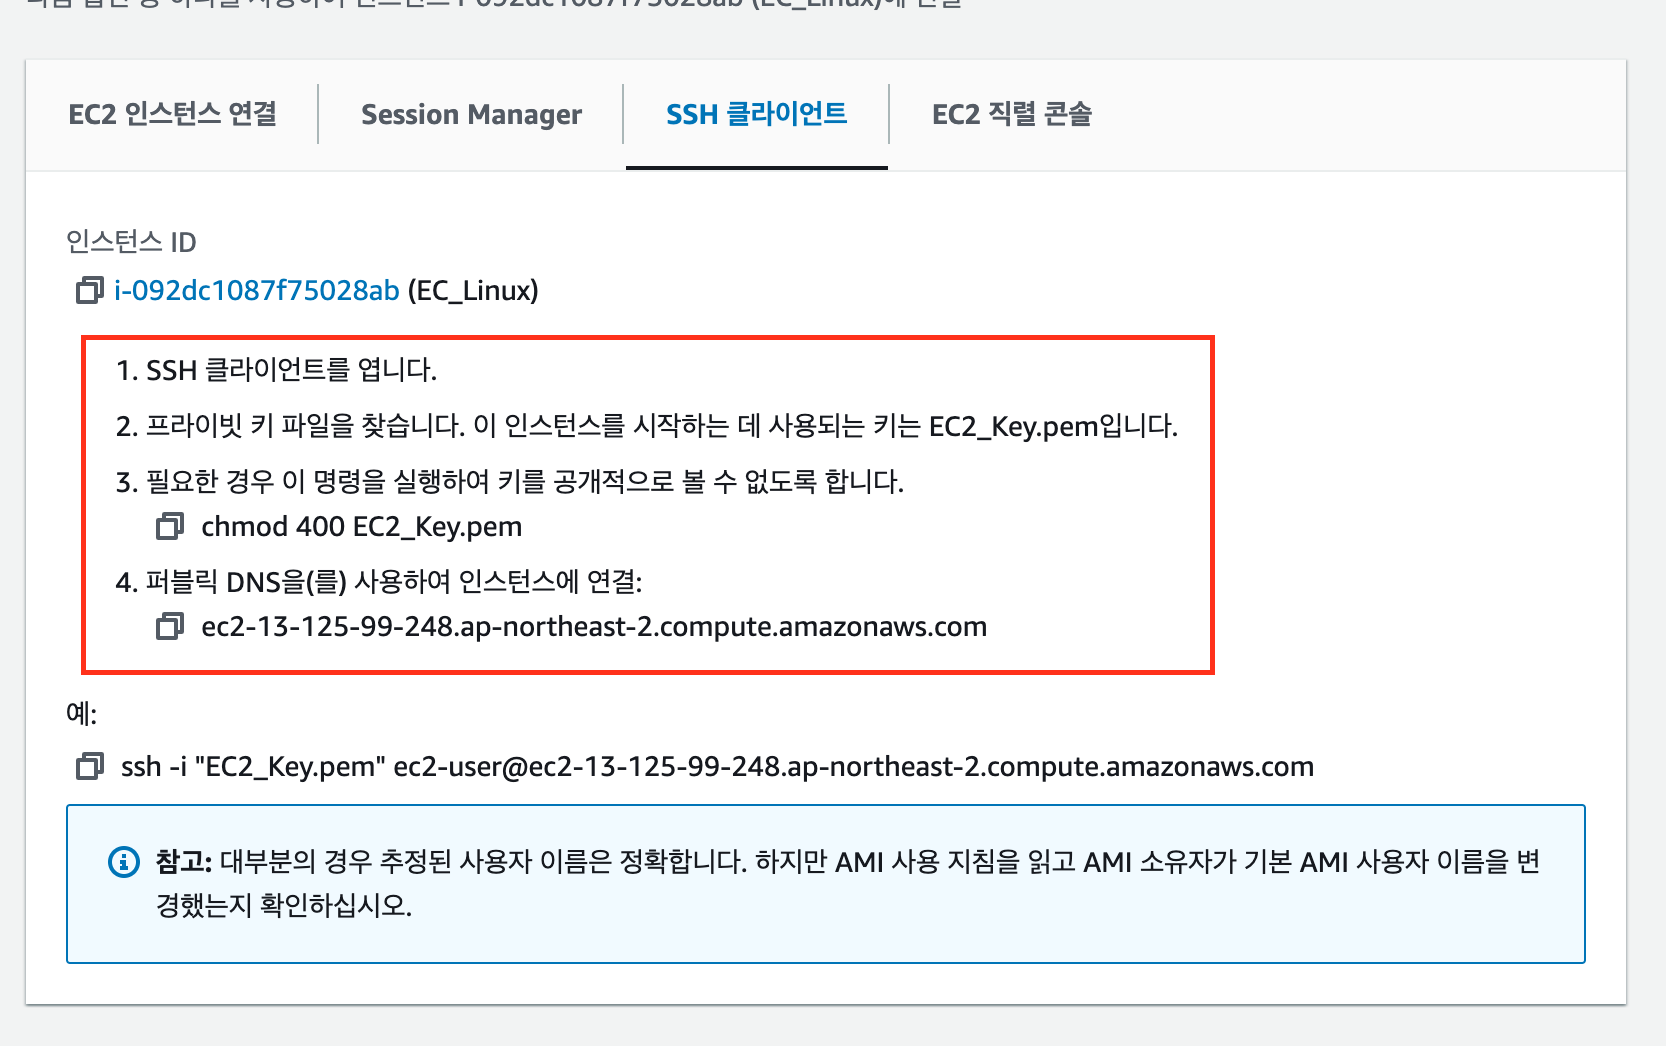 인스턴스 i-092dc1087f75028ab (EC_Linux)에 연결
EC2 인스턴스 연결
Session Manager
SSH 클라이언트
EC2 직렬 콘솔
인스턴스 ID
i-092dc1087f75028ab (EC_Linux)
1. SSH 클라이언트를 엽니다.
2. 프라이빗 키 파일을 찾습니다. 이 인스턴스를 시작하는 데 사용되는 키는 EC2_Key.pem입니다.
3. 필요한 경우 이 명령을 실행하여 키를 공개적으로 볼 수 없도록 합니다.
chmod 400 EC2_Key.pem
4. 퍼블릭 DNS을(를) 사용하여 인스턴스에 연결:
ec2-13-125-99-248.ap-northeast-2.compute.amazonaws.com
예:
ssh -i "EC2_Key.pem" ec2-user@ec2-13-125-99-248.ap-northeast-2.compute.amazonaws.com
참고: 대부분의 경우 추정된 사용자 이름은 정확합니다. 하지만 AMI 사용 지침을 읽고 AMI 소유자가 기본 AMI 사용자 이름을 변
경했는지 확인하십시오.